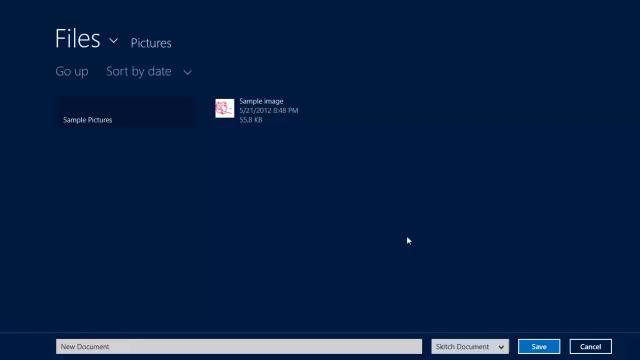 Files Pictures
Go up Sort by date
Sample Pictures
Sample image
5/21/2012 8:48 PM
55.8 KB
New Document Skitch Document Save Cancel